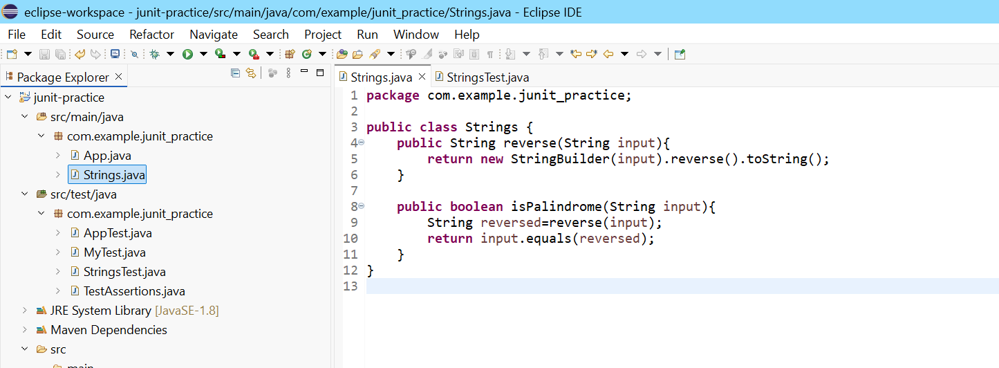 eclipse-workspace - junit-practice/src/main/java/com/example/junit_practice/Strings.java - Eclipse IDE
File Edit Source Refactor Navigate Search Project Run Window Help
Package Explorer
junit-practice
src/main/java
com.example.junit_practice
App.java
Strings.java
src/test/java
com.example.junit_practice
AppTest.java
MyTest.java
StringsTest.java
TestAssertions.java
JRE System Library [JavaSE-1.8]
Maven Dependencies
src
main
Strings.java StringsTest.java
1 package com.example.junit_practice;
2
3 public class Strings {
4 public String reverse(String input){
5 return new StringBuilder(input).reverse().toString();
6 }
7
8 public boolean isPalindrome(String input){
9 String reversed=reverse(input);
10 return input.equals(reversed);
11 }
12 }
13